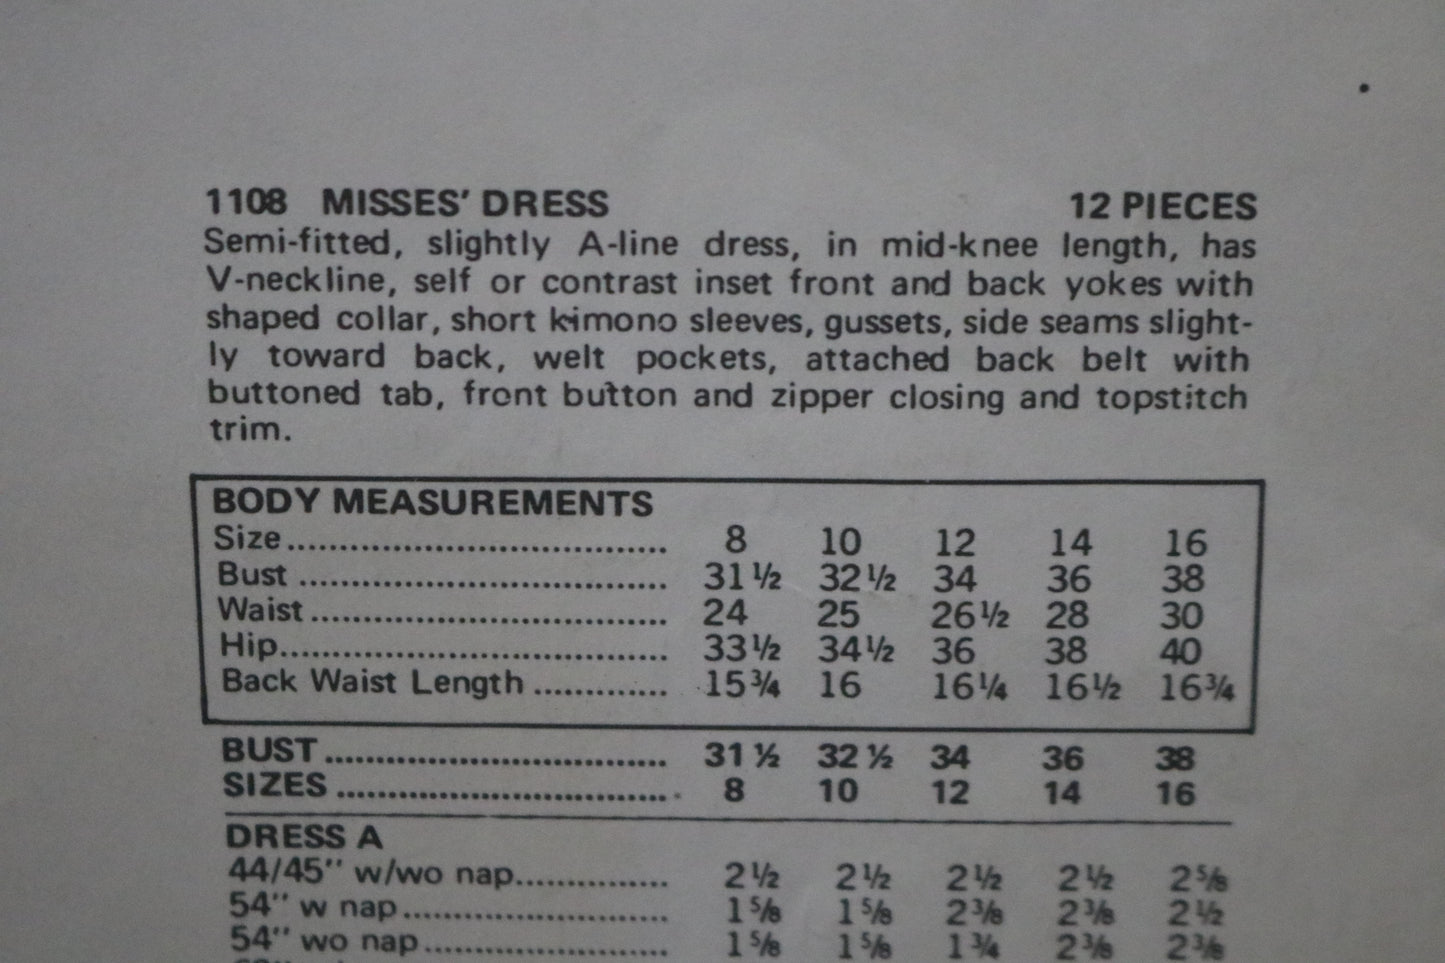 1108 MISSES' DRESS 12 PIECES
Semi-fitted, slightly A-line dress, in mid-knee length, has
V-neckline, self or contrast inset front and back yokes with
shaped collar, short kimono sleeves, gussets, side seams slight-
ly toward back, welt pockets, attached back belt with
buttoned tab, front button and zipper closing and topstitch
trim.
BODY MEASUREMENTS
Size.................................... 8 10 12 14 16
Bust ................................... 31½ 32½ 34 36 38
Waist .................................. 24 25 26½ 28 30
Hip..................................... 33½ 34½ 36 38 40
Back Waist Length ............. 15¾ 16 16¼ 16½ 16¾
BUST ................................. 31½ 32½ 34 36 38
SIZES ................................ 8 10 12 14 16
DRESS A
44/45" w/wo nap............... 2½ 2½ 2½ 2½ 2⅝
54" w nap .......................... 1⅝ 1⅝ 2⅜ 2⅜ 2½
54" wo nap ........................ 1⅝ 1⅝ 1¾ 2⅜ 2⅜